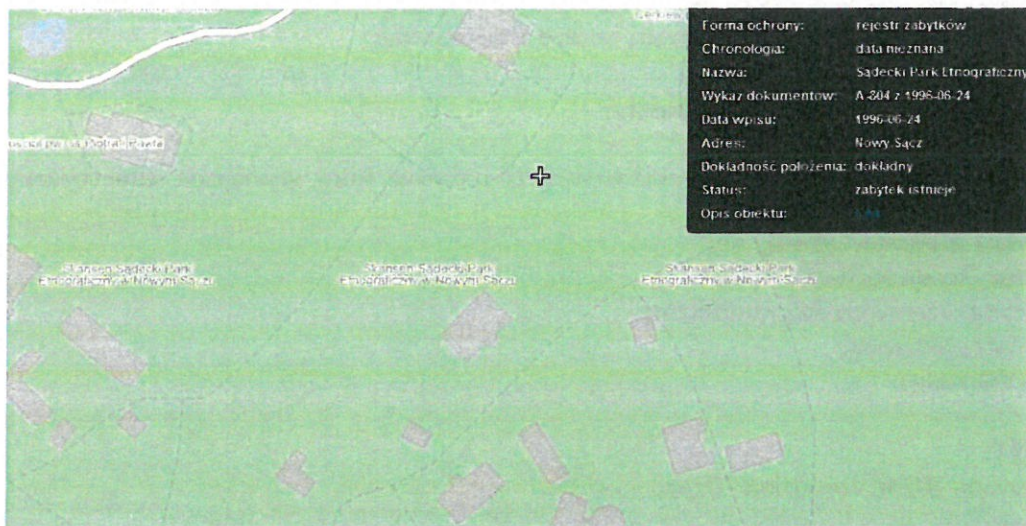 Forma ochrony: rejestr zabytków
Chronologia: data nieznana
Nazwa: Sądecki Park Etnograficzny
Wykaz dokumentów: A-804 z 1996-06-24
Data wpisu: 1996-06-24
Adres: Nowy Sącz
Dokładność położenia: dokładny
Status: zabytek istnieje
Opis obiektu:
Skansen Sądecki Park
Etnograficzny w Nowym Sączu
Skansen Sądecki Park
Etnograficzny w Nowym Sączu
Skansen Sądecki Park
Etnograficzny w Nowym Sączu